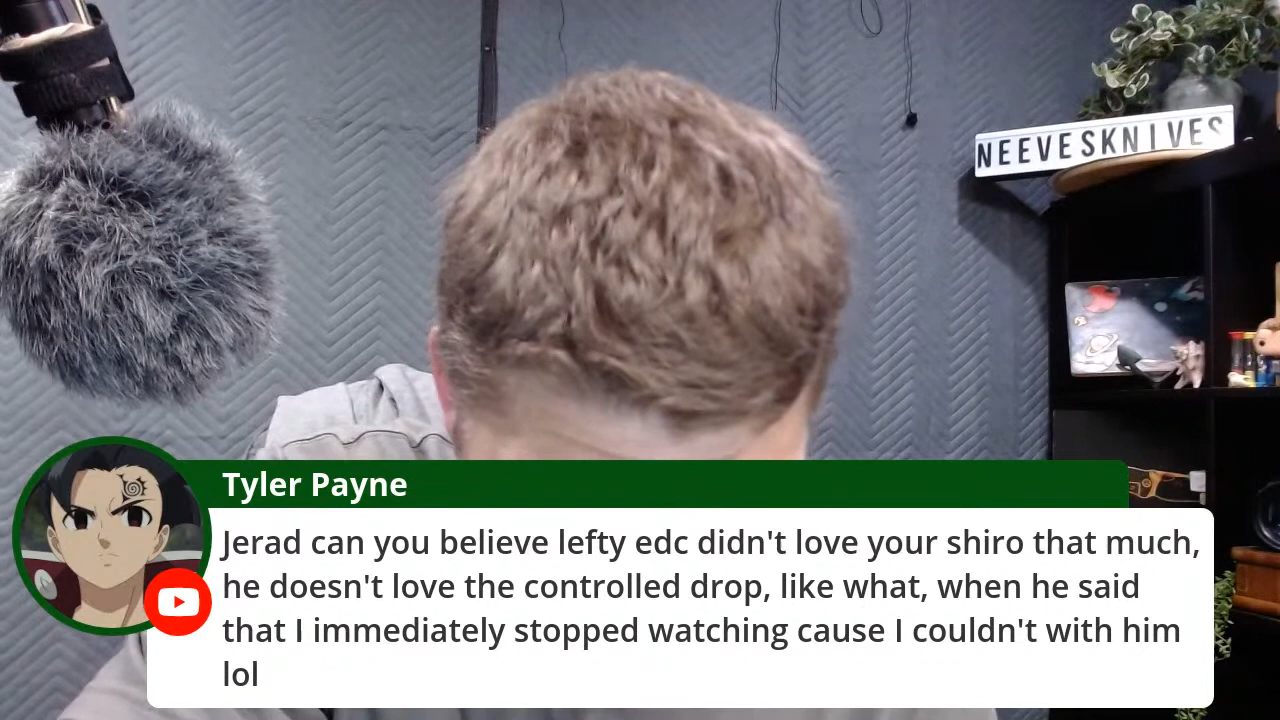 NEEVESKNIVES
Tyler Payne
Jerad can you believe lefty edc didn't love your shiro that much,
he doesn't love the controlled drop, like what, when he said
that I immediately stopped watching cause I couldn't with him
lol